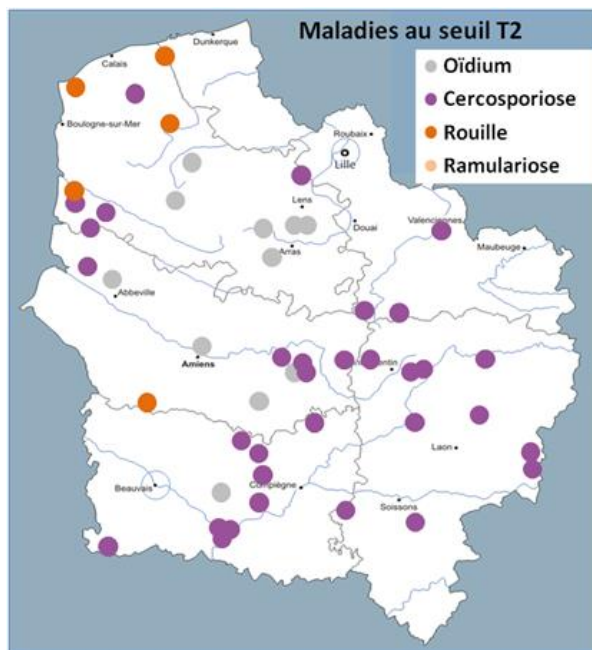 Maladies au seuil T2
Oïdium
Cercosporiose
Rouille
Ramulariose
Dunkerque
Calais
Boulogne-sur-Mer
Roubaix
Lille
Lens
Douai
Valenciennes
Arras
Maubeuge
Abbeville
Amiens
Laon
Beauvais
Soissons